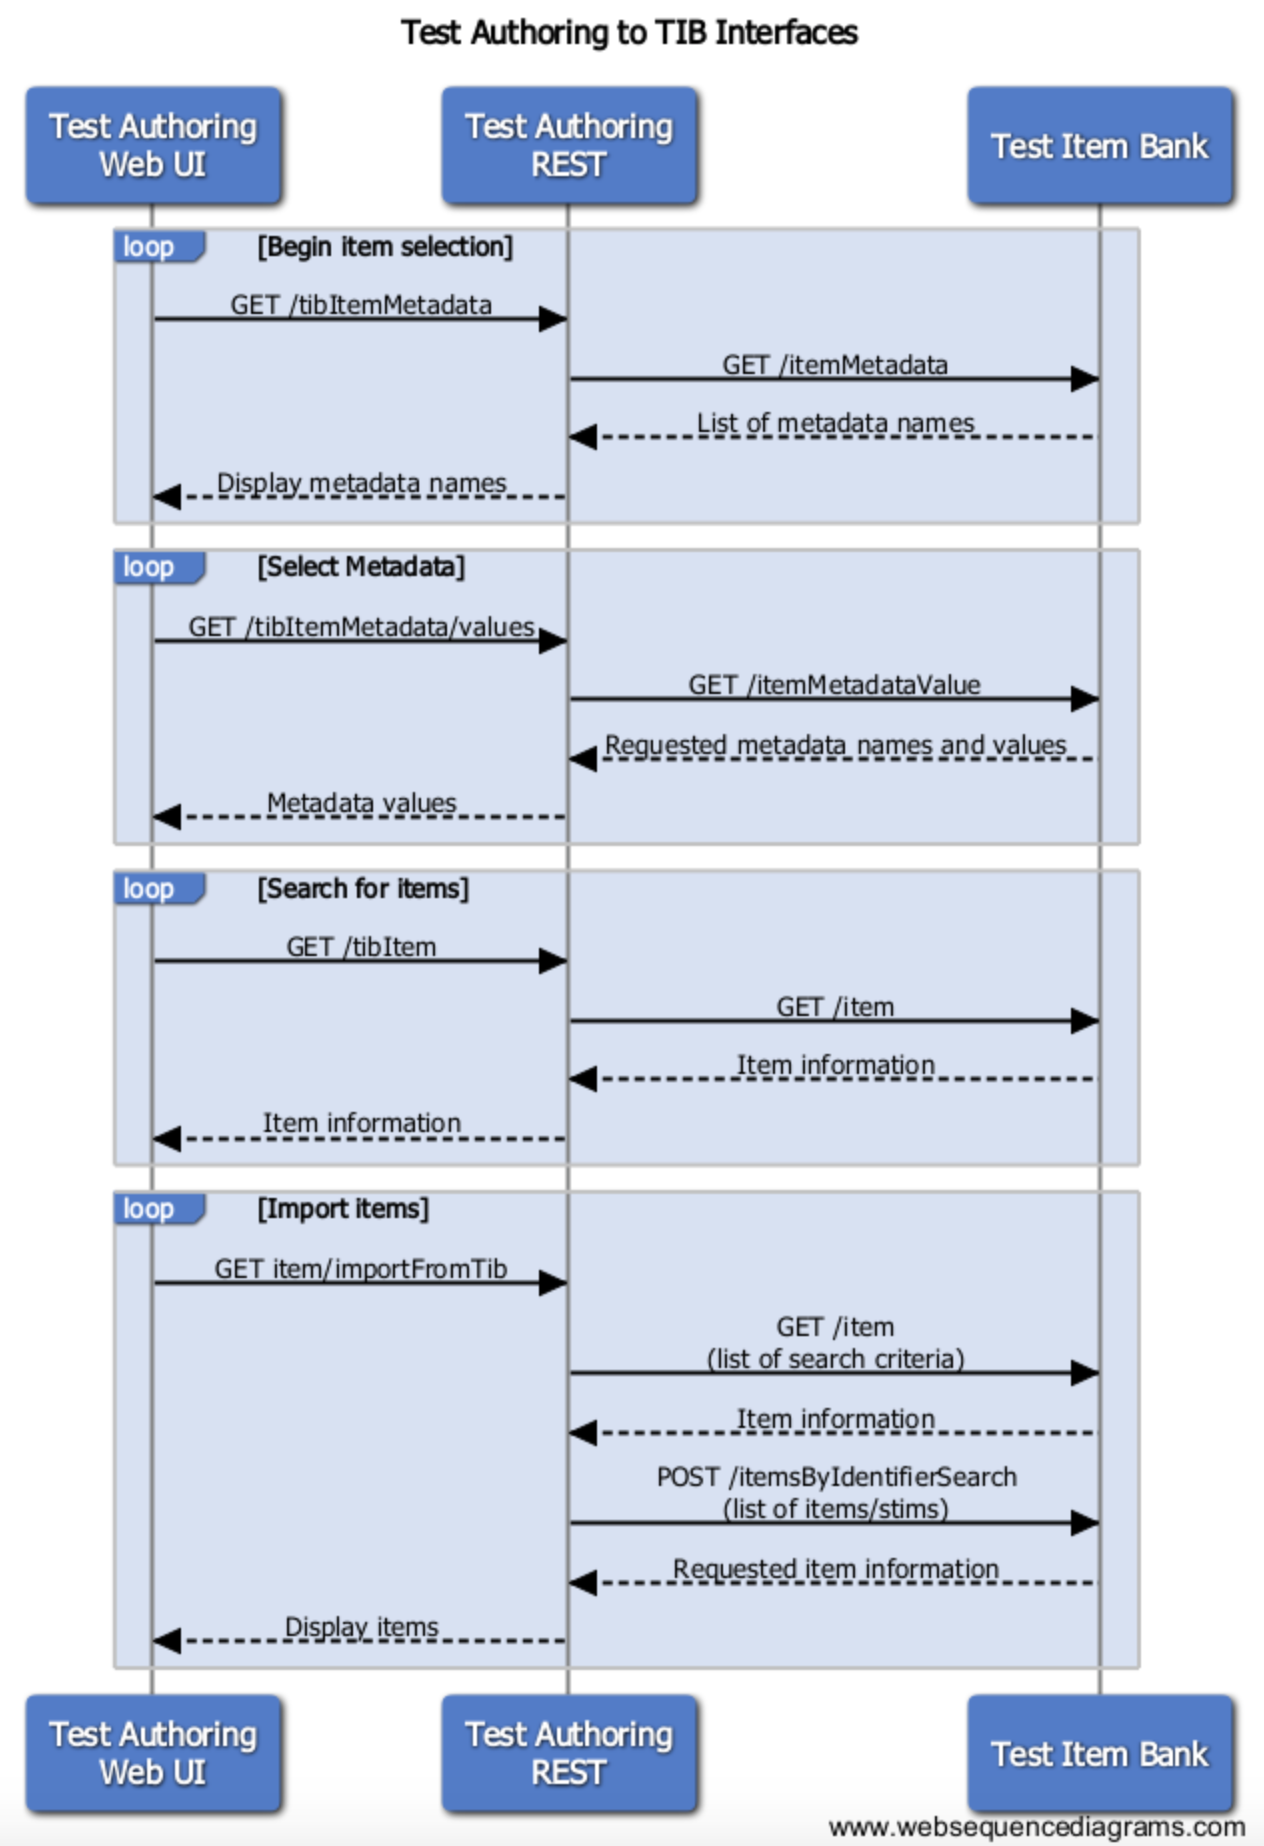 Test Authoring to TIB Interfaces
Test Authoring
Web UI
Test Authoring
REST
Test Item Bank
loop
[Begin item selection]
GET /tibItemMetadata
GET /itemMetadata
List of metadata names
Display metadata names
loop
[Select Metadata]
GET /tibItemMetadata/values
GET /itemMetadataValue
Requested metadata names and values
Metadata values
loop
[Search for items]
GET /tibItem
GET /item
Item information
Item information
loop
[Import items]
GET item/importFromTib
GET /item
(list of search criteria)
Item information
POST /itemsByIdentifierSearch
(list of items/stims)
Requested item information
Display items
Test Authoring
Web UI
Test Authoring
REST
Test Item Bank
www.websequencediagrams.com